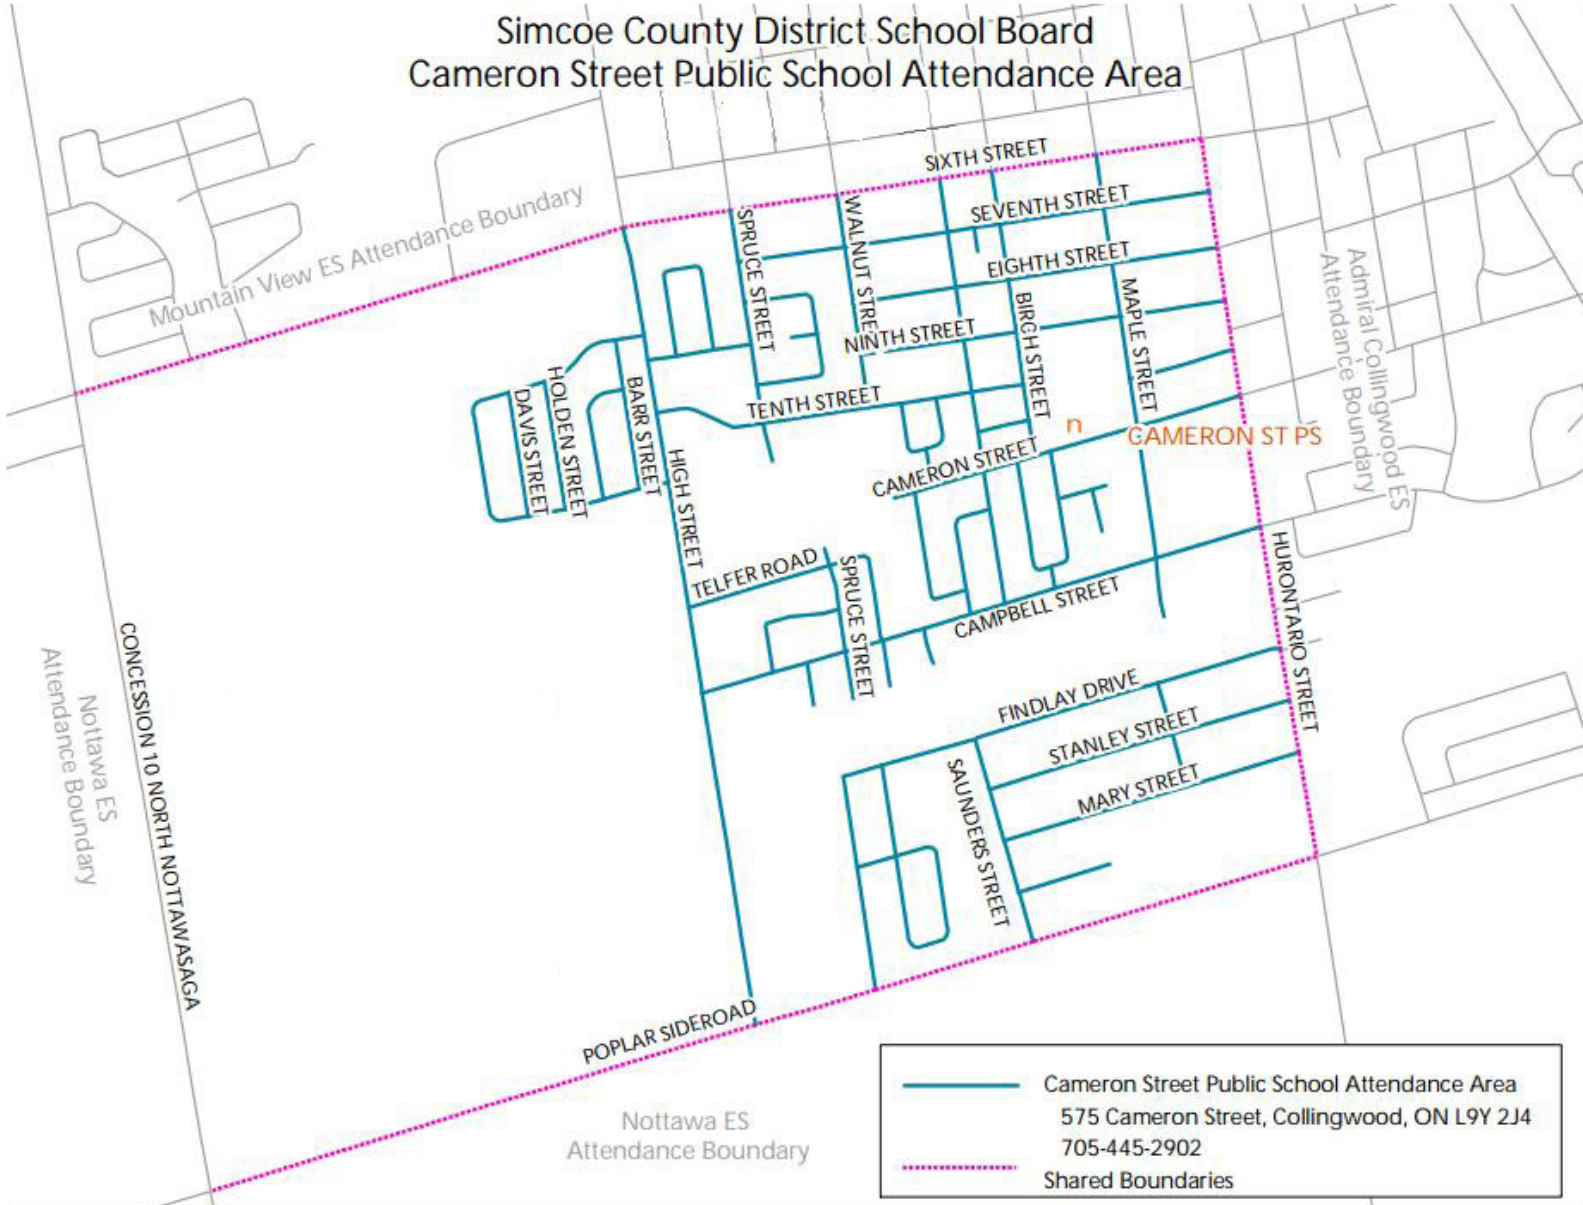 Simcoe County District School Board
Cameron Street Public School Attendance Area
SIXTH STREET
Mountain View ES Attendance Boundary
SPRUCE STREET
WALNUT STREET
SEVENTH STREET
EIGHTH STREET
Admiral Collingwood ES
Attendance Boundary
BIRCH STREET
MAPLE STREET
NINTH STREET
DAVIS STREET
HOLDEN STREET
BARR STREET
TENTH STREET
n
CAMERON ST PS
HIGH STREET
CAMERON STREET
TELFER ROAD
SPRUCE STREET
HURONTARIO STREET
CAMPBELL STREET
CONCESSION 10 NORTH NOTTAWASAGA
Nottawa ES
Attendance Boundary
FINDLAY DRIVE
STANLEY STREET
SAUNDERS STREET
MARY STREET
POPLAR SIDEROAD
Nottawa ES
Attendance Boundary
Cameron Street Public School Attendance Area
575 Cameron Street, Collingwood, ON L9Y 2J4
705-445-2902
Shared Boundaries